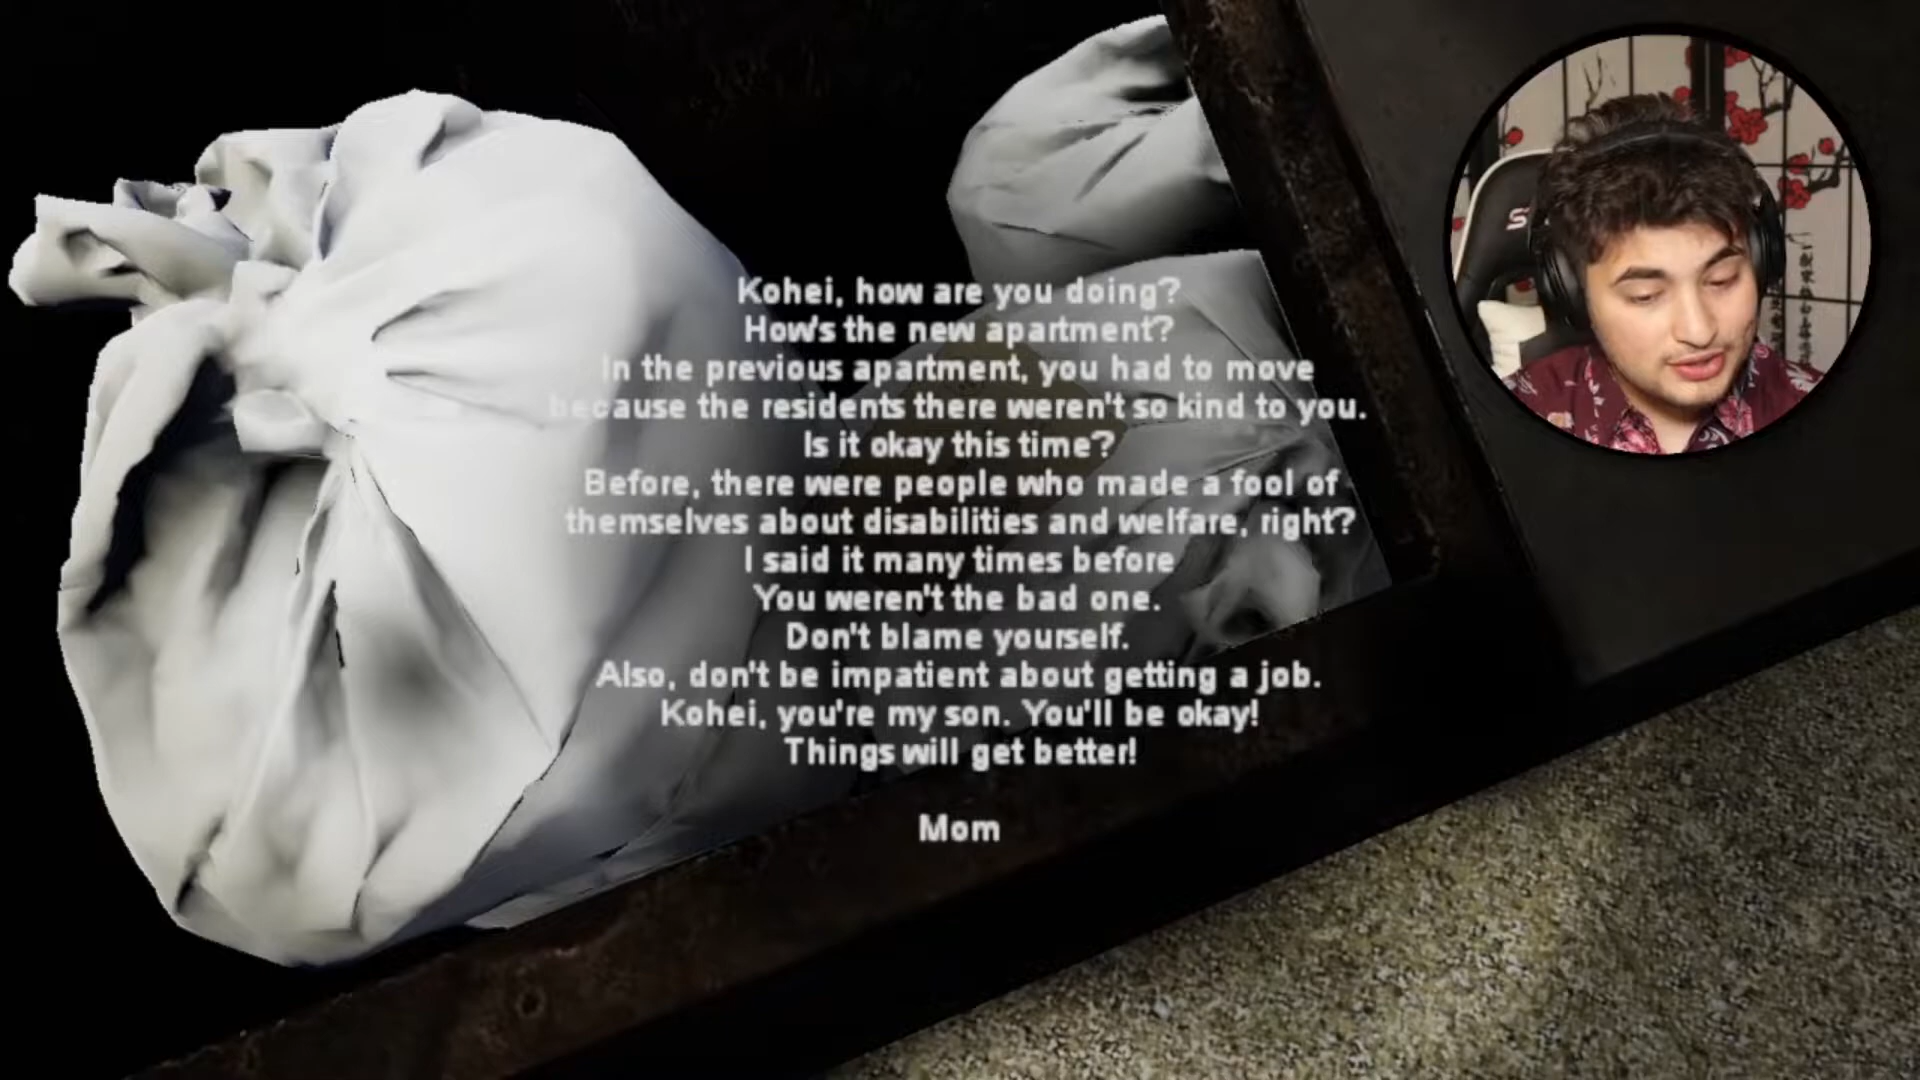 Kohei, how are you doing?
How's the new apartment?
In the previous apartment, you had to move
because the residents there weren't so kind to you.
Is it okay this time?
Before, there were people who made a fool of
themselves about disabilities and welfare, right?
I said it many times before
You weren't the bad one.
Don't blame yourself.
Also, don't be impatient about getting a job.
Kohei, you're my son. You'll be okay!
Things will get better!
Mom